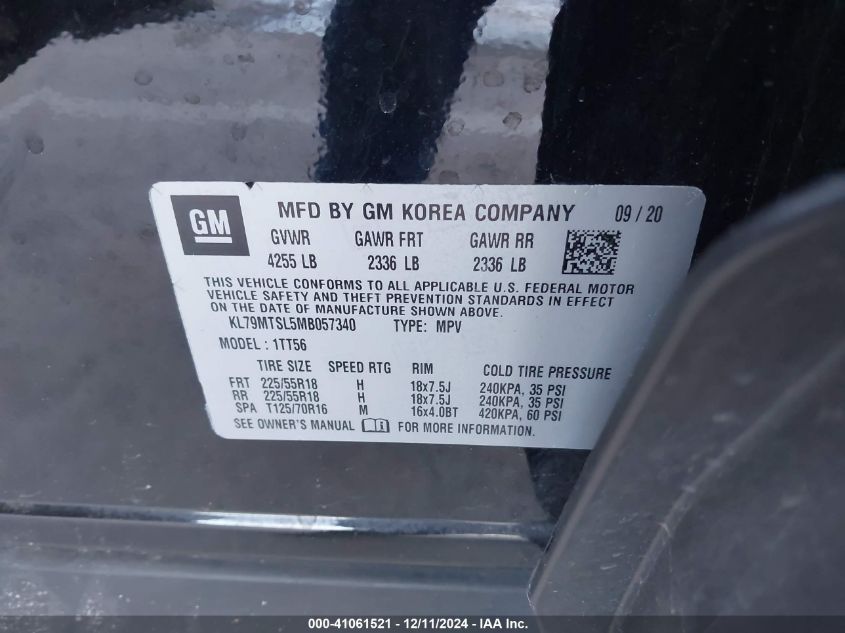 GM MFD BY GM KOREA COMPANY 09 / 20
GVWR GAWR FRT GAWR RR
4255 LB 2336 LB 2336 LB
THIS VEHICLE CONFORMS TO ALL APPLICABLE U.S. FEDERAL MOTOR
VEHICLE SAFETY AND THEFT PREVENTION STANDARDS IN EFFECT
ON THE DATE OF MANUFACTURE SHOWN ABOVE.
KL79MTSL5MB057340 TYPE: MPV
MODEL : 1TT56
TIRE SIZE SPEED RTG RIM COLD TIRE PRESSURE
FRT 225/55R18 H 18x7.5J 240KPA, 35 PSI
RR 225/55R18 H 18x7.5J 240KPA, 35 PSI
SPA T125/70R16 M 16x4.0BT 420KPA, 60 PSI
SEE OWNER'S MANUAL FOR MORE INFORMATION.
000-41061521 - 12/11/2024 - IAA Inc.